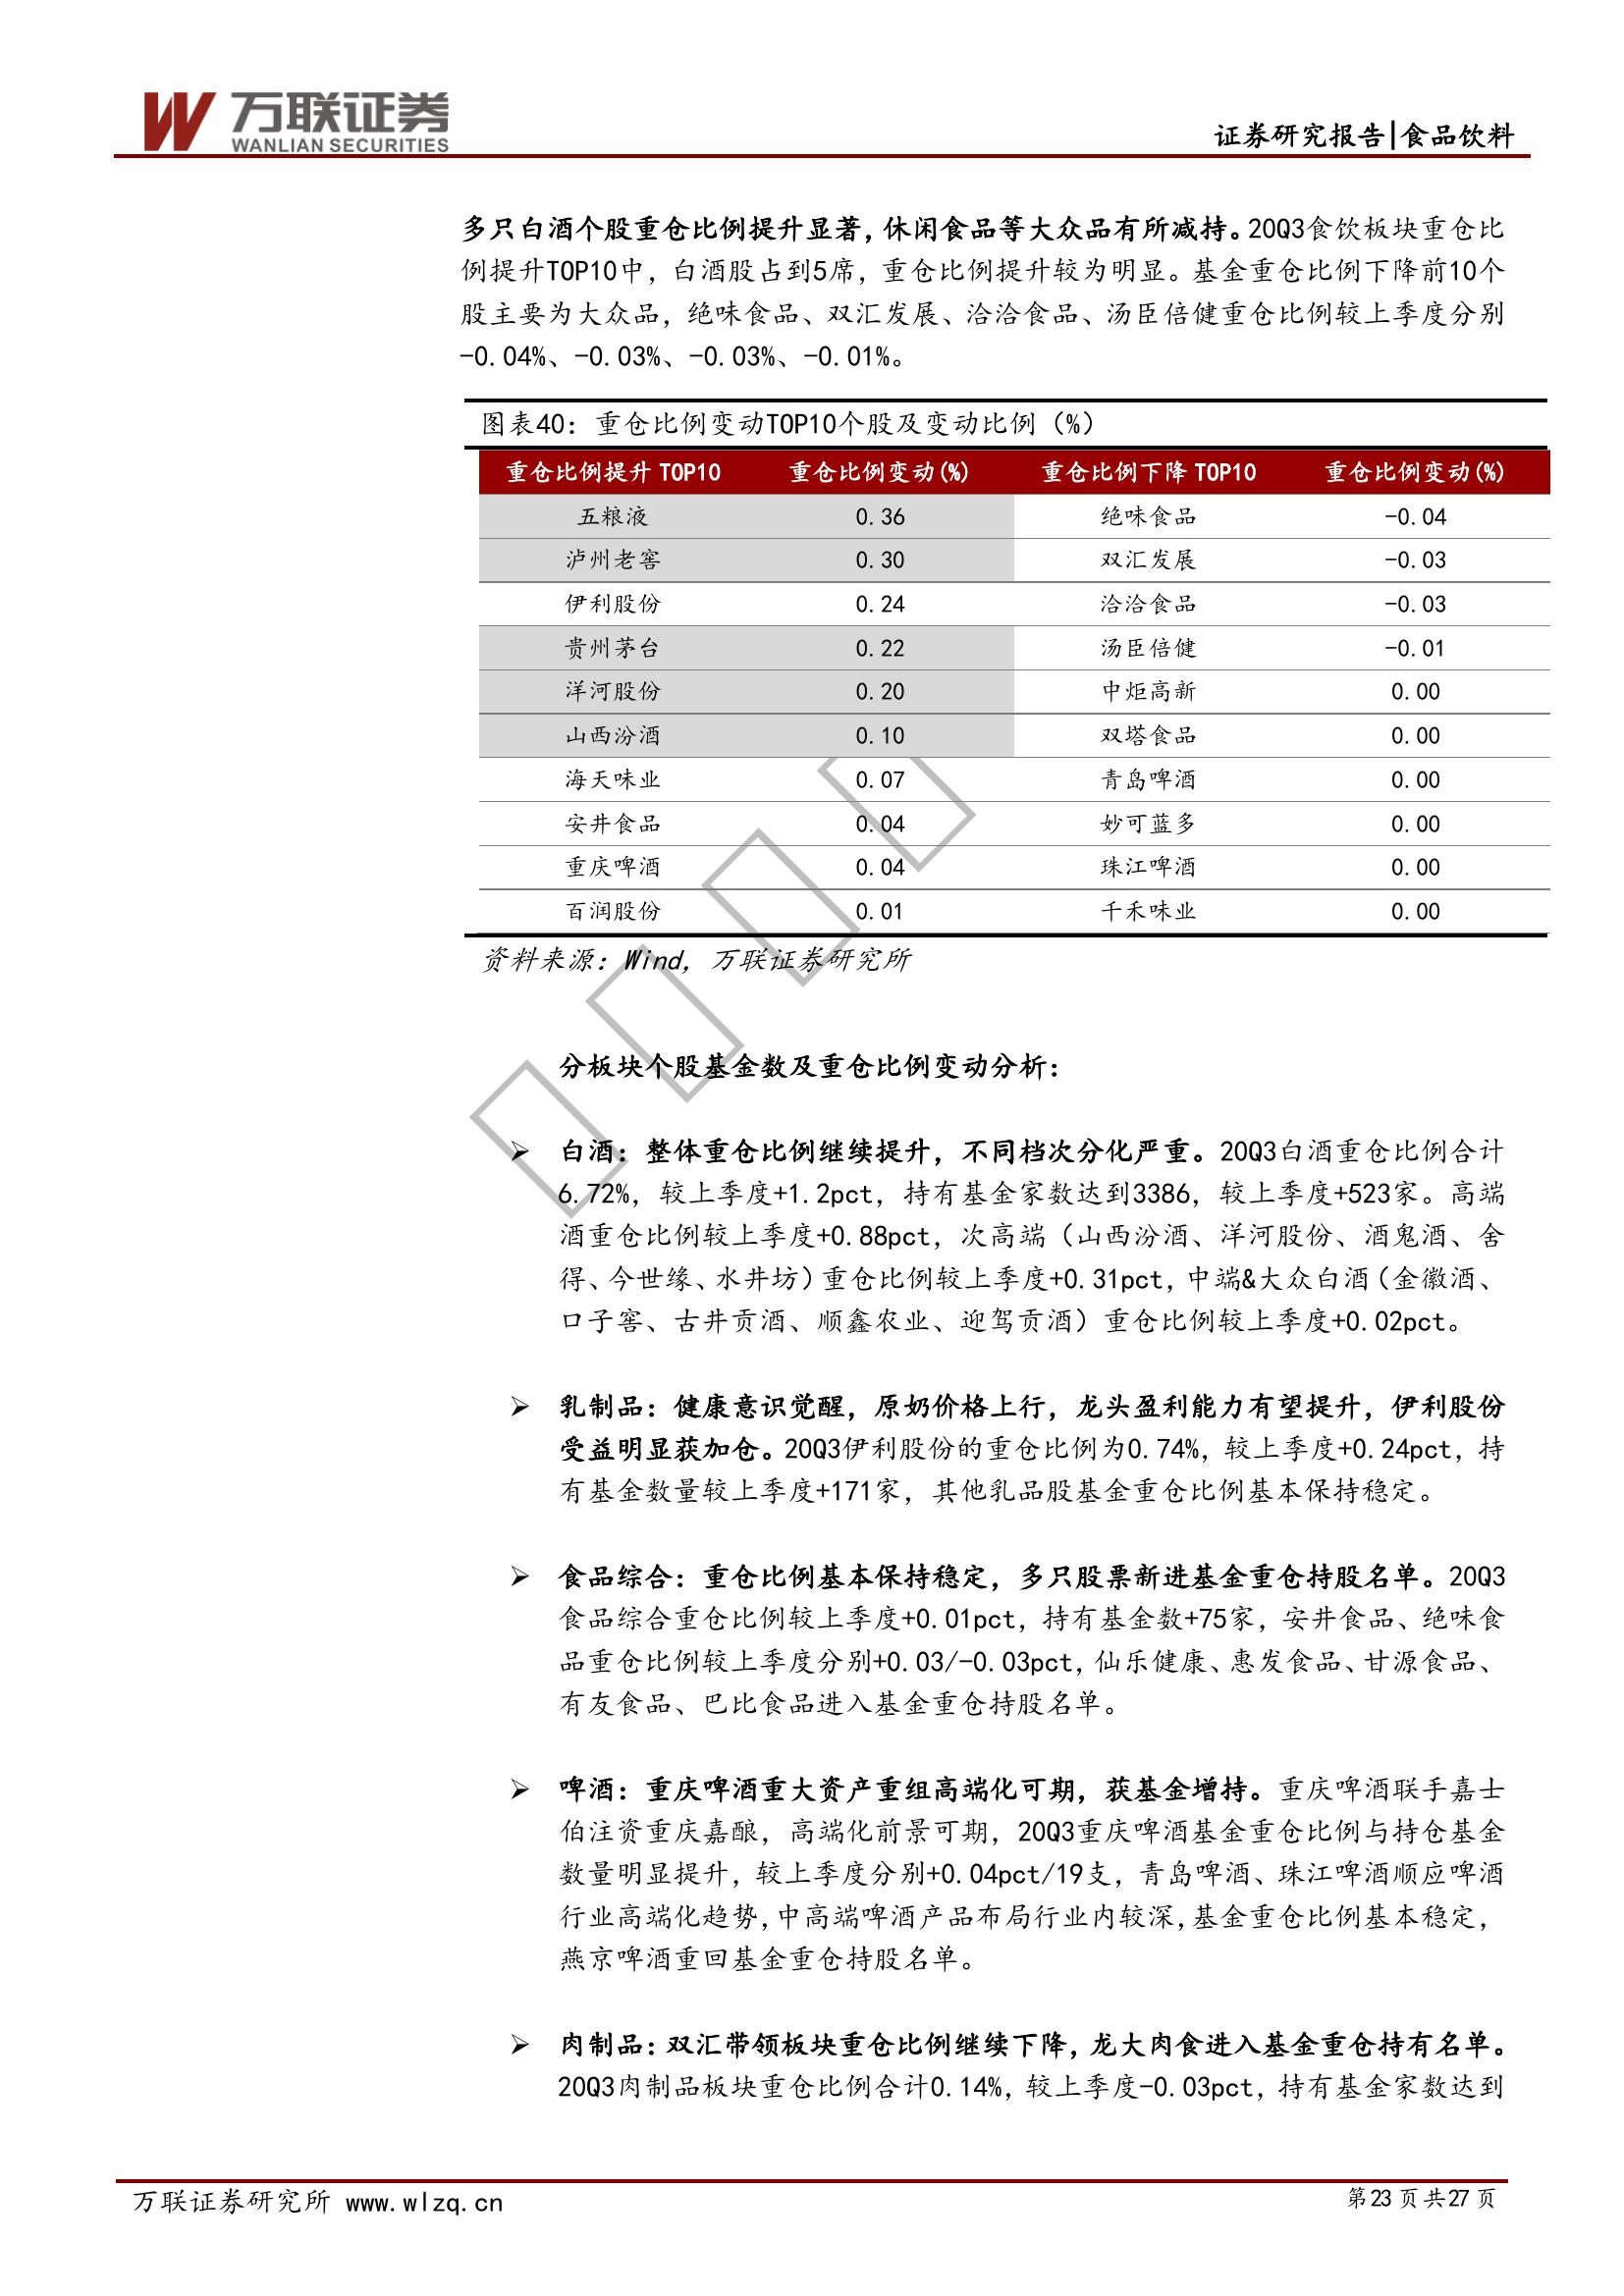 万联证券
WANLIAN SECURITIES
证券研究报告|食品饮料
多只白酒个股重仓比例提升显著，休闲食品等大众品有所减持。20Q3食饮板块重仓比
例提升TOP10中，白酒股占到5席，重仓比例提升较为明显。基金重仓比例下降前10个
股主要为大众品，绝味食品、双汇发展、洽洽食品、汤臣倍健重仓比例较上季度分别
-0.04%、-0.03%、-0.03%、-0.01%。
图表40：重仓比例变动TOP10个股及变动比例（%）
重仓比例提升 TOP10 重仓比例变动(%) 重仓比例下降 TOP10 重仓比例变动(%)
五粮液 0.36 绝味食品 -0.04
泸州老窖 0.30 双汇发展 -0.03
伊利股份 0.24 洽洽食品 -0.03
贵州茅台 0.22 汤臣倍健 -0.01
洋河股份 0.20 中炬高新 0.00
山西汾酒 0.10 双塔食品 0.00
海天味业 0.07 青岛啤酒 0.00
安井食品 0.04 妙可蓝多 0.00
重庆啤酒 0.04 珠江啤酒 0.00
百润股份 0.01 千禾味业 0.00
资料来源：Wind，万联证券研究所
分板块个股基金数及重仓比例变动分析：
➢ 白酒：整体重仓比例继续提升，不同档次分化严重。20Q3白酒重仓比例合计
6.72%，较上季度+1.2pct，持有基金家数达到3386，较上季度+523家。高端
酒重仓比例较上季度+0.88pct，次高端（山西汾酒、洋河股份、酒鬼酒、舍
得、今世缘、水井坊）重仓比例较上季度+0.31pct，中端&大众白酒（金徽酒、
口子窖、古井贡酒、顺鑫农业、迎驾贡酒）重仓比例较上季度+0.02pct。
➢ 乳制品：健康意识觉醒，原奶价格上行，龙头盈利能力有望提升，伊利股份
受益明显获加仓。20Q3伊利股份的重仓比例为0.74%，较上季度+0.24pct，持
有基金数量较上季度+171家，其他乳品股基金重仓比例基本保持稳定。
➢ 食品综合：重仓比例基本保持稳定，多只股票新进基金重仓持股名单。20Q3
食品综合重仓比例较上季度+0.01pct，持有基金数+75家，安井食品、绝味食
品重仓比例较上季度分别+0.03/-0.03pct，仙乐健康、惠发食品、甘源食品、
有友食品、巴比食品进入基金重仓持股名单。
➢ 啤酒：重庆啤酒重大资产重组高端化可期，获基金增持。重庆啤酒联手嘉士
伯注资重庆嘉酿，高端化前景可期，20Q3重庆啤酒基金重仓比例与持仓基金
数量明显提升，较上季度分别+0.04pct/19支，青岛啤酒、珠江啤酒顺应啤酒
行业高端化趋势，中高端啤酒产品布局行业内较深，基金重仓比例基本稳定，
燕京啤酒重回基金重仓持股名单。
➢ 肉制品：双汇带领板块重仓比例继续下降，龙大肉食进入基金重仓持有名单。
20Q3肉制品板块重仓比例合计0.14%，较上季度-0.03pct，持有基金家数达到
万联证券研究所 www.wlzq.cn
第23 页 共27 页